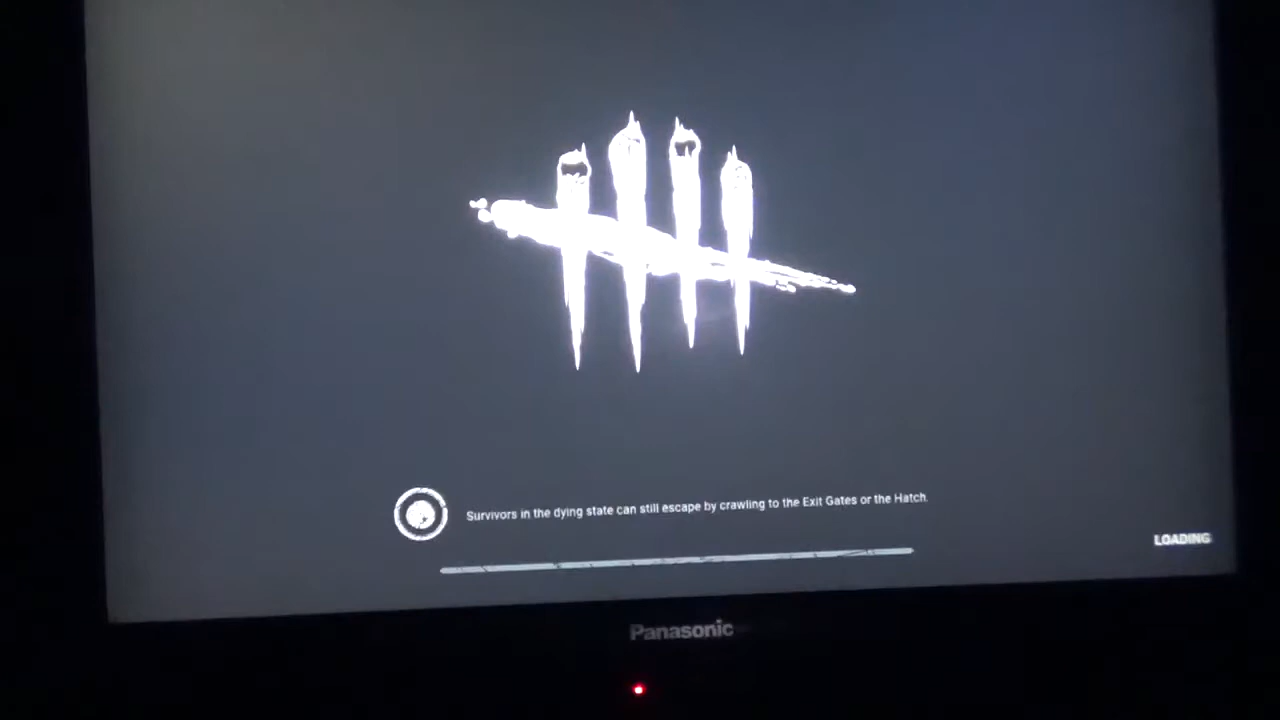 Survivors in the dying state can still escape by crawling to the Exit Gates or the Hatch.
LOADING
Panasonic